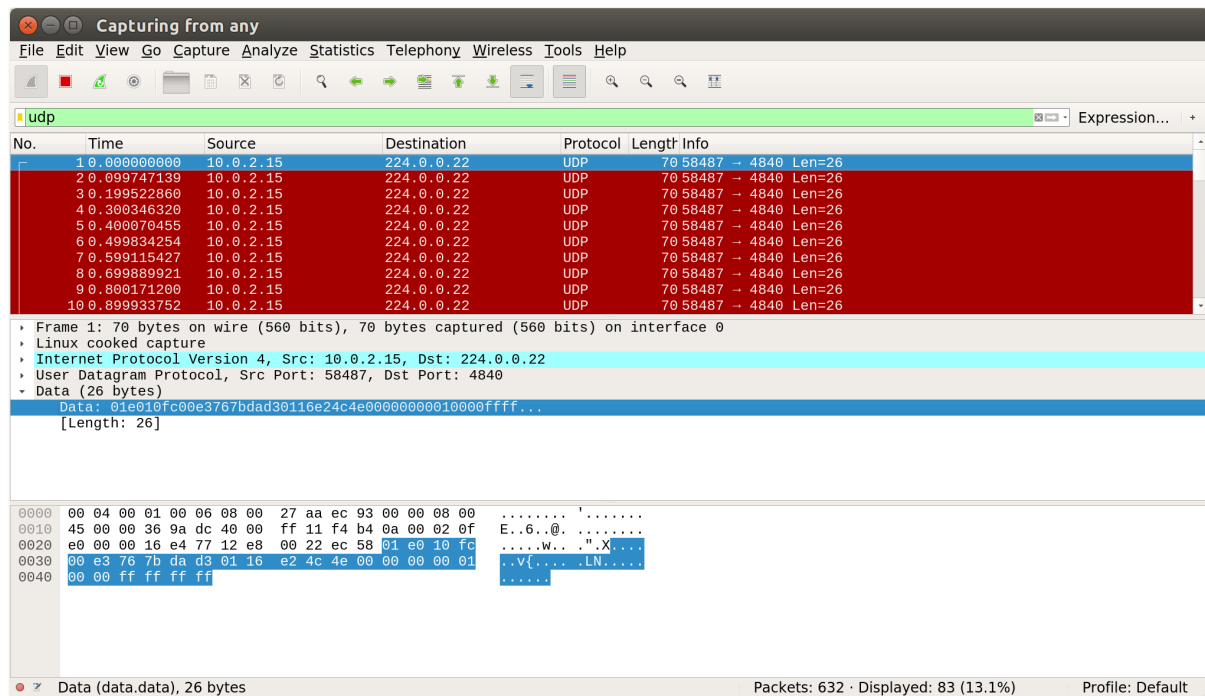 Capturing from any
File Edit View Go Capture Analyze Statistics Telephony Wireless Tools Help
udp Expression... +
No. Time Source Destination Protocol Length Info
1 0.000000000 10.0.2.15 224.0.0.22 UDP 70 58487 → 4840 Len=26
2 0.099747139 10.0.2.15 224.0.0.22 UDP 70 58487 → 4840 Len=26
3 0.199522860 10.0.2.15 224.0.0.22 UDP 70 58487 → 4840 Len=26
4 0.300346320 10.0.2.15 224.0.0.22 UDP 70 58487 → 4840 Len=26
5 0.400070455 10.0.2.15 224.0.0.22 UDP 70 58487 → 4840 Len=26
6 0.499834254 10.0.2.15 224.0.0.22 UDP 70 58487 → 4840 Len=26
7 0.599115427 10.0.2.15 224.0.0.22 UDP 70 58487 → 4840 Len=26
8 0.699889921 10.0.2.15 224.0.0.22 UDP 70 58487 → 4840 Len=26
9 0.800171200 10.0.2.15 224.0.0.22 UDP 70 58487 → 4840 Len=26
10 0.899933752 10.0.2.15 224.0.0.22 UDP 70 58487 → 4840 Len=26
Frame 1: 70 bytes on wire (560 bits), 70 bytes captured (560 bits) on interface 0
Linux cooked capture
Internet Protocol Version 4, Src: 10.0.2.15, Dst: 224.0.0.22
User Datagram Protocol, Src Port: 58487, Dst Port: 4840
Data (26 bytes)
Data: 01e010fc00e3767bdad30116e24c4e00000000010000ffff...
[Length: 26]
0000 00 04 00 01 00 06 08 00 27 aa ec 93 00 00 08 00 ........ '.......
0010 45 00 00 36 9a dc 40 00 ff 11 f4 b4 0a 00 02 0f E..6..@. ........
0020 e0 00 00 16 e4 77 12 e8 00 22 ec 58 01 e0 10 fc .....w.. .".X....
0030 00 e3 76 7b da d3 01 16 e2 4c 4e 00 00 00 00 01 ..v{.... .LN.....
0040 00 00 ff ff ff ff ......
Data (data.data), 26 bytes Packets: 632 · Displayed: 83 (13.1%) Profile: Default